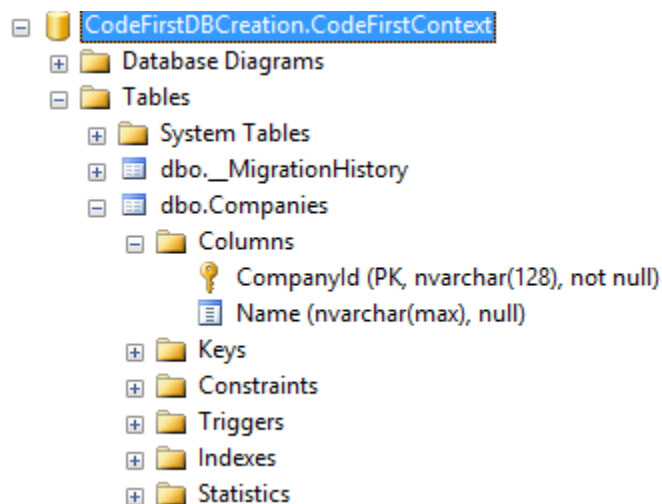 CodeFirstDBCreation.CodeFirstContext
Database Diagrams
Tables
System Tables
dbo.__MigrationHistory
dbo.Companies
Columns
CompanyId (PK, nvarchar(128), not null)
Name (nvarchar(max), null)
Keys
Constraints
Triggers
Indexes
Statistics